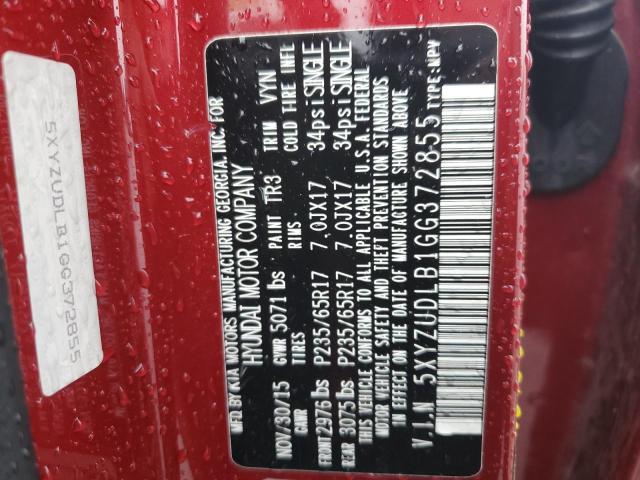 5XYZUDLB1GG372855
MFD BY KIA MOTORS MANUFACTURING GEORGIA, INC. FOR
HYUNDAI MOTOR COMPANY
NOV/30/15 GVWR 5071 lbs PAINT TR3 TRIM VYN
GAWR TIRES RIMS COLD TIRE INFL
FRONT 2976 lbs P235/65R17 7.0JX17 34psi SINGLE
REAR 3075 lbs P235/65R17 7.0JX17 34psi SINGLE
THIS VEHICLE CONFORMS TO ALL APPLICABLE U.S.A. FEDERAL
MOTOR VEHICLE SAFETY AND THEFT PREVENTION STANDARDS
IN EFFECT ON THE DATE OF MANUFACTURE SHOWN ABOVE
V.I.N 5XYZUDLB1GG372855 TYPE:MPV